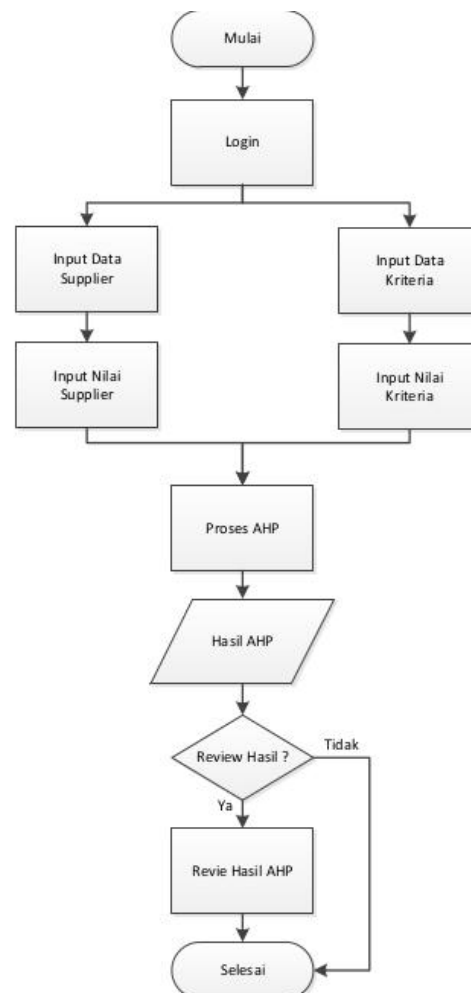 Mulai
Login
Input Data
Supplier
Input Data
Kriteria
Input Nilai
Supplier
Input Nilai
Kriteria
Proses AHP
Hasil AHP
Review Hasil ?
Tidak
Ya
Revie Hasil AHP
Selesai